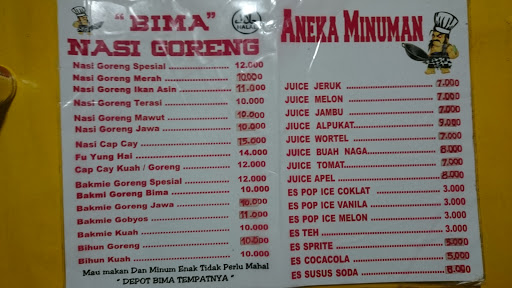 "BIMA"
HALAL
NASI GORENG
Nasi Goreng Spesial 12.000
Nasi Goreng Merah 10.000
Nasi Goreng Ikan Asin 11.000
Nasi Goreng Terasi 10.000
Nasi Goreng Mawut 10.000
Nasi Goreng Jawa 10.000
Nasi Cap Cay 15.000
Fu Yung Hai 14.000
Cap Cay Kuah / Goreng 12.000
Bakmie Goreng Spesial 12.000
Bakmi Goreng Bima 10.000
Bakmie Goreng Jawa 10.000
Bakmie Gobyos 11.000
Bakmie Kuah 10.000
Bihun Goreng 10.000
Bihun Kuah 10.000
Mau makan Dan Minum Enak Tidak Perlu Mahal
" DEPOT BIMA TEMPATNYA "
ANEKA MINUMAN
JUICE JERUK 7.000
JUICE MELON 7.000
JUICE JAMBU 7.000
JUICE ALPUKAT 9.000
JUICE WORTEL 7.000
JUICE BUAH NAGA 8.000
JUICE TOMAT 7.000
JUICE APEL 8.000
ES POP ICE COKLAT 3.000
ES POP ICE VANILA 3.000
ES POP ICE MELON 3.000
ES TEH 3.000
ES SPRITE 5.000
ES COCACOLA 5.000
ES SUSUS SODA 8.000